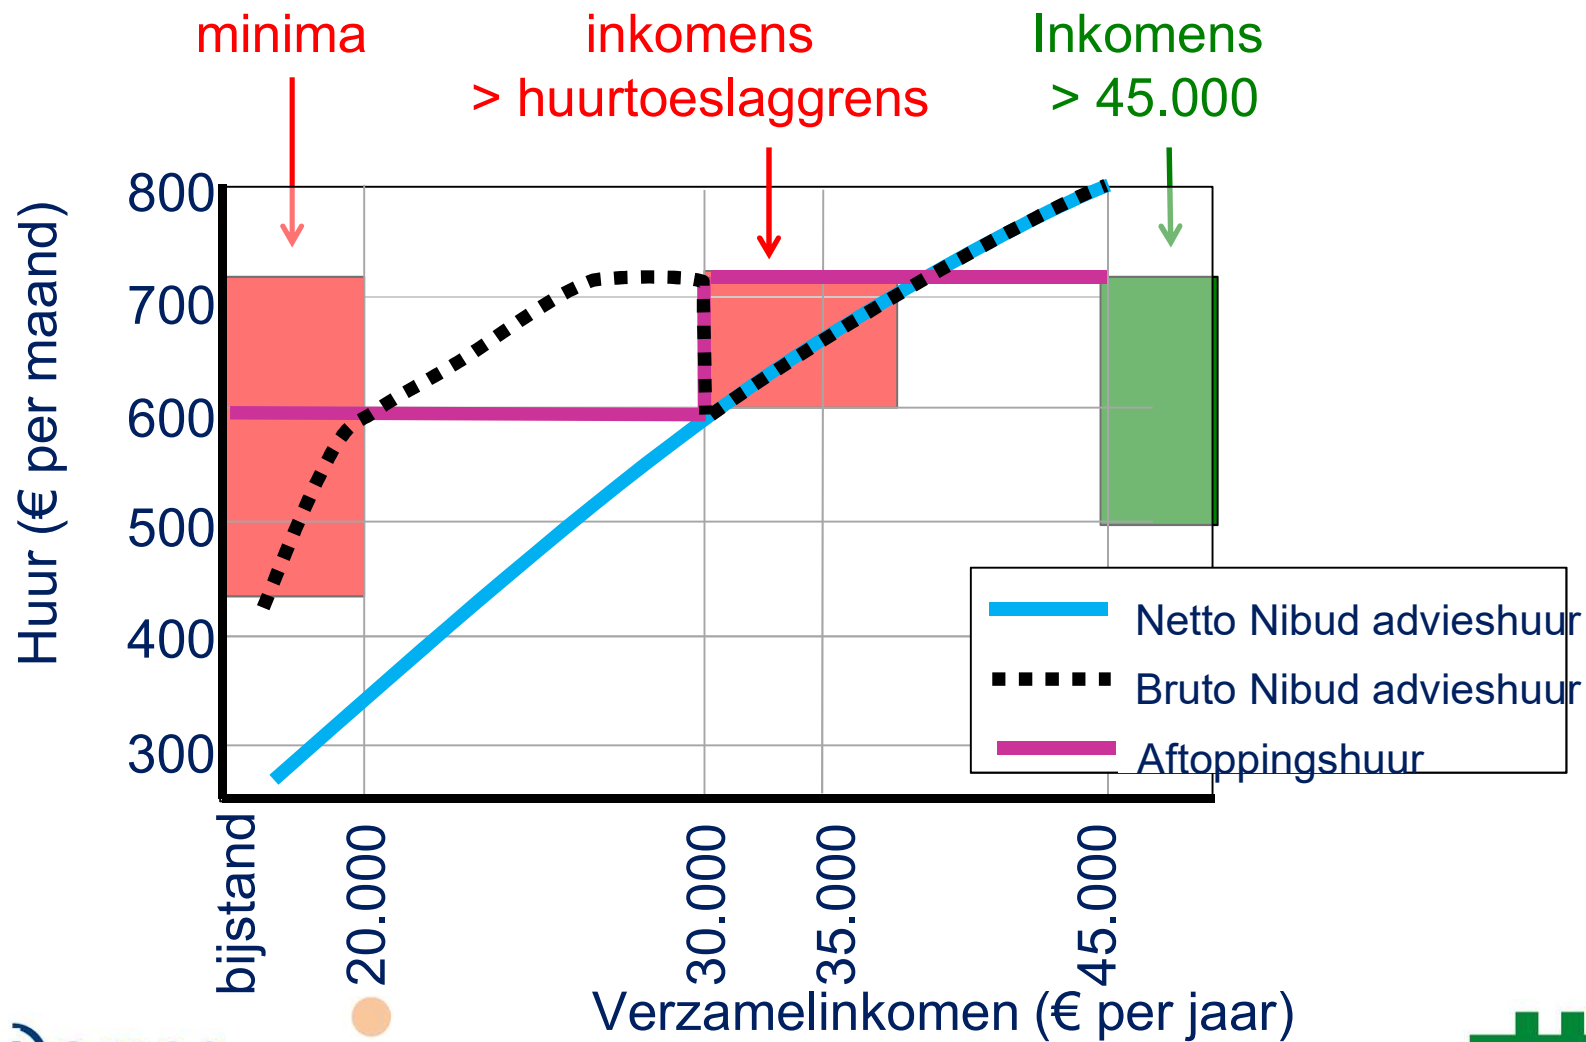 minima
inkomens
> huurtoeslaggrens
Inkomens
> 45.000
Huur (€ per maand)
800
700
600
500
400
300
Netto Nibud advieshuur
Bruto Nibud advieshuur
Aftoppingshuur
bijstand
20.000
30.000
35.000
45.000
Verzamelinkomen (€ per jaar)